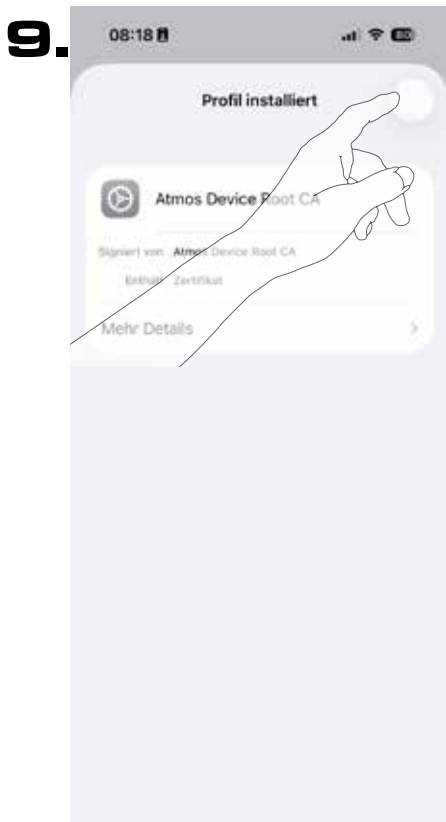 9.
08:18
Profil installiert
Atmos Device Root CA
Signiert von Atmos Device Root CA
Enthält Zertifikat
Mehr Details